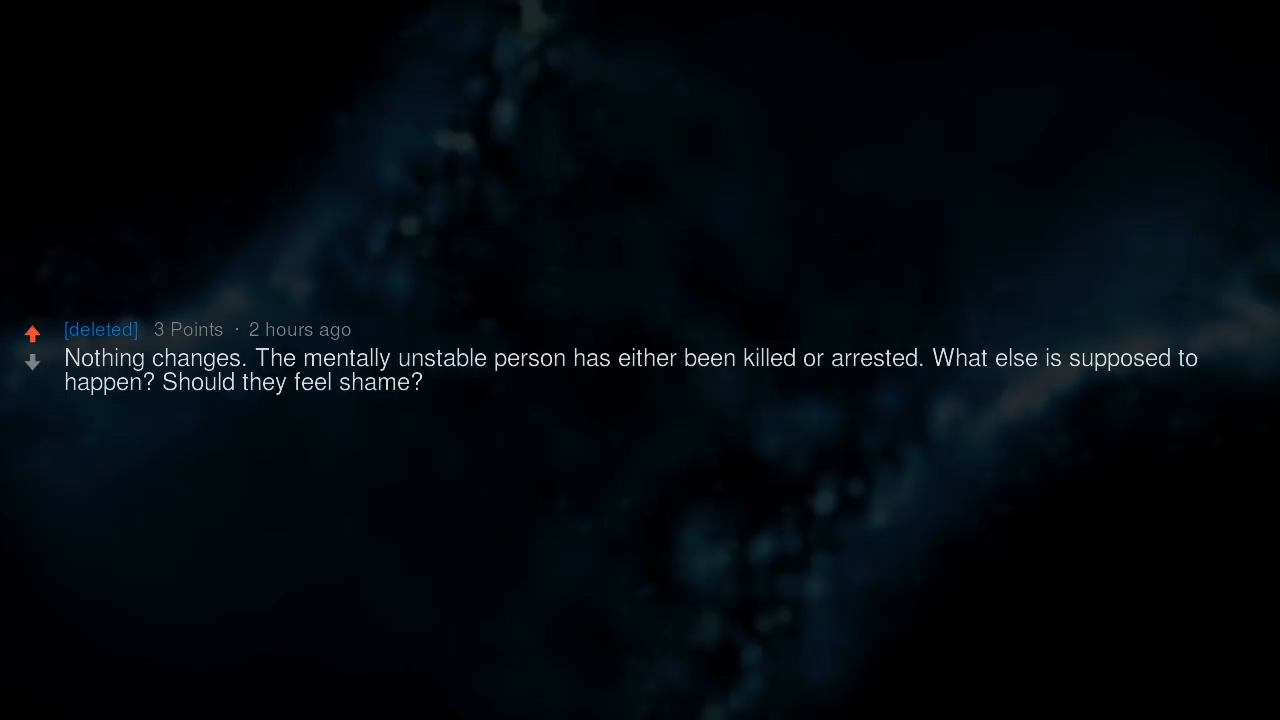 [deleted] 3 Points · 2 hours ago
Nothing changes. The mentally unstable person has either been killed or arrested. What else is supposed to
happen? Should they feel shame?